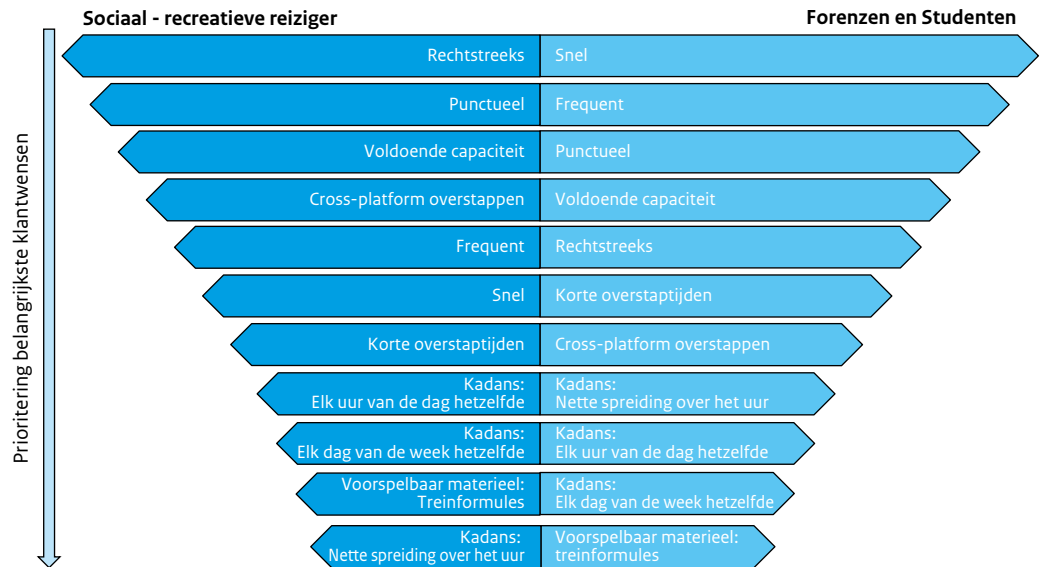 Sociaal - recreatieve reiziger
Forenzen en Studenten
Prioritering belangrijkste klantwensen
Rechtstreeks
Snel
Punctueel
Frequent
Voldoende capaciteit
Punctueel
Cross-platform overstappen
Voldoende capaciteit
Frequent
Rechtstreeks
Snel
Korte overstaptijden
Korte overstaptijden
Cross-platform overstappen
Kadans:
Elk uur van de dag hetzelfde
Kadans:
Nette spreiding over het uur
Kadans:
Elk dag van de week hetzelfde
Kadans:
Elk uur van de dag hetzelfde
Voorspelbaar materieel:
Treinformules
Kadans:
Elk dag van de week hetzelfde
Kadans:
Nette spreiding over het uur
Voorspelbaar materieel:
treinformules